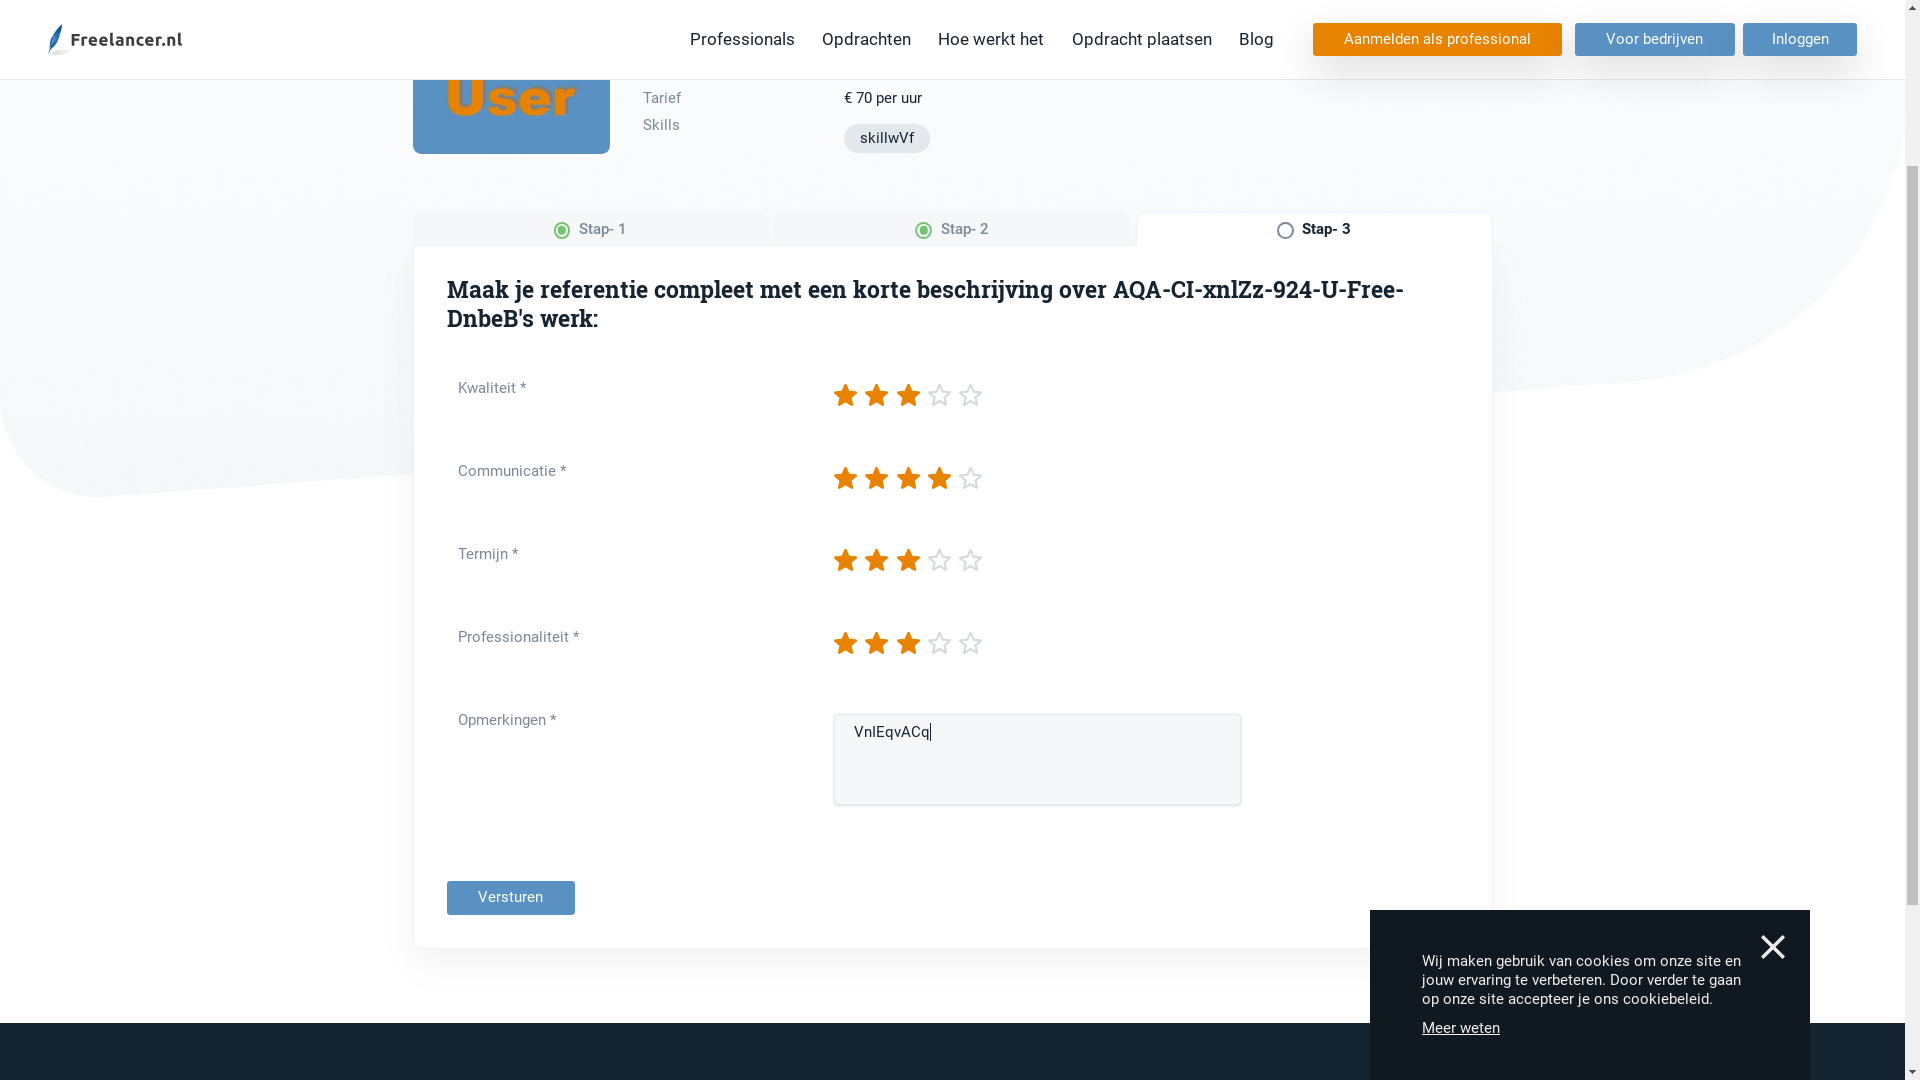 Freelancer.nl
Professionals
Opdrachten
Hoe werkt het
Opdracht plaatsen
Blog
Aanmelden als professional
Voor bedrijven
Inloggen
User
Tarief
€ 70 per uur
Skills
skillwVf
Stap- 1
Stap- 2
Stap- 3
Maak je referentie compleet met een korte beschrijving over AQA-CI-xnlZz-924-U-Free-
DnbeB's werk:
Kwaliteit *
Communicatie *
Termijn *
Professionaliteit *
Opmerkingen *
VnIEqvACq
Versturen
Wij maken gebruik van cookies om onze site en
jouw ervaring te verbeteren. Door verder te gaan
op onze site accepteer je ons cookiebeleid.
Meer weten